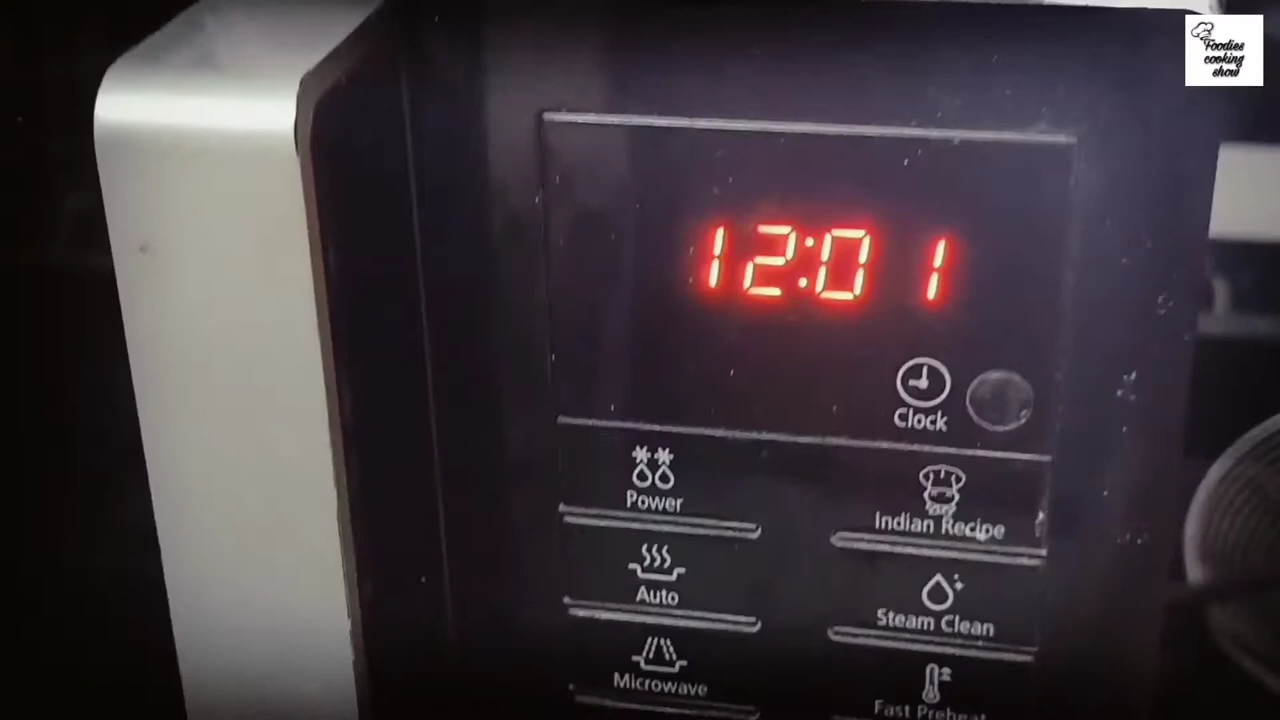 Foodies
cooking
show
12:01
Clock
Power
Indian Recipe
Auto
Steam Clean
Microwave
Fast Preheat